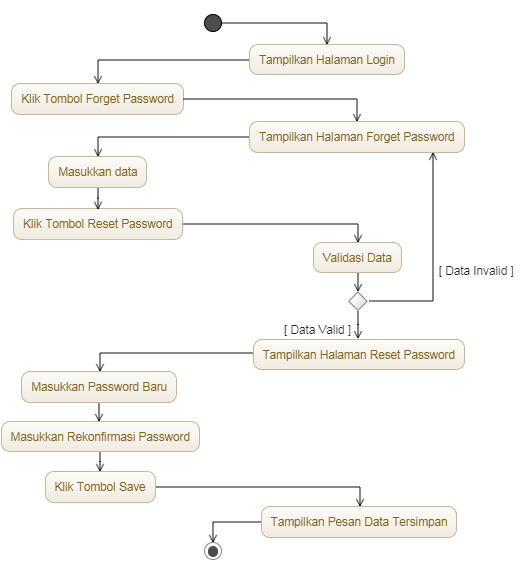 Tampilkan Halaman Login
Klik Tombol Forget Password
Tampilkan Halaman Forget Password
Masukkan data
Klik Tombol Reset Password
Validasi Data
[ Data Invalid ]
[ Data Valid ]
Tampilkan Halaman Reset Password
Masukkan Password Baru
Masukkan Rekonfirmasi Password
Klik Tombol Save
Tampilkan Pesan Data Tersimpan